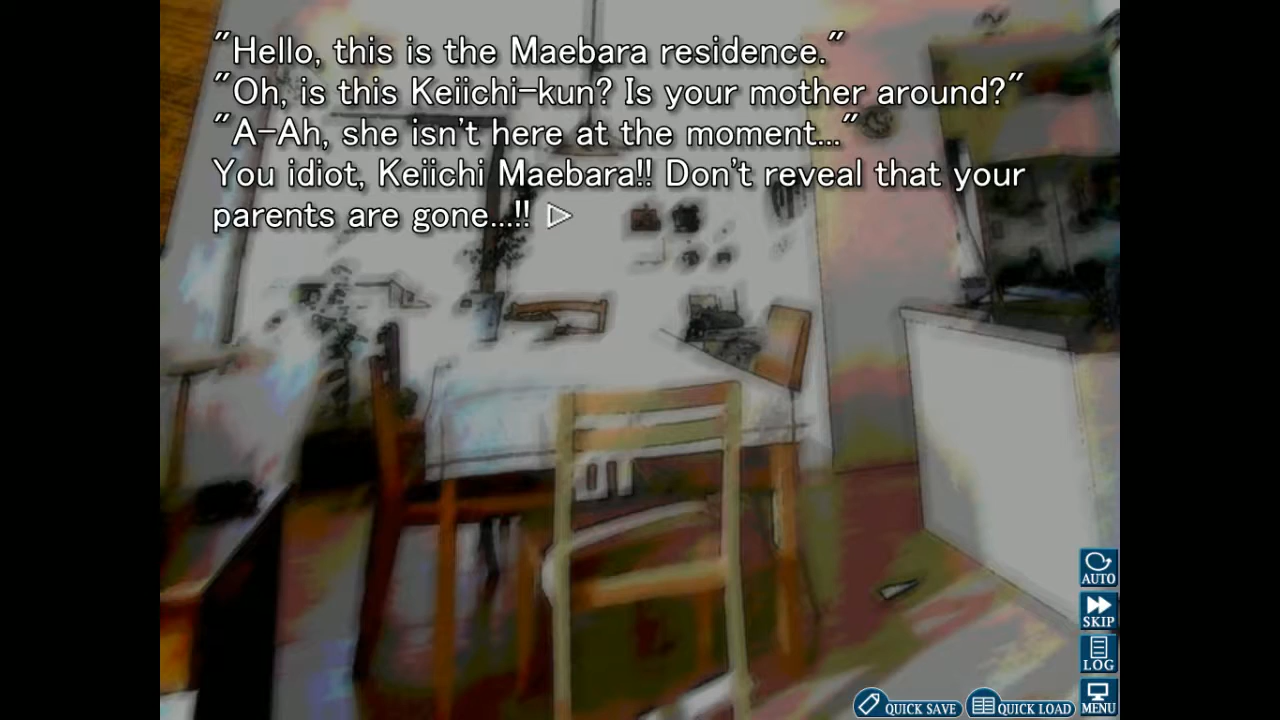 "Hello, this is the Maebara residence."
"Oh, is this Keiichi-kun? Is your mother around?"
"A-Ah, she isn't here at the moment..."
You idiot, Keiichi Maebara!! Don't reveal that your
parents are gone...!!
AUTO
SKIP
LOG
MENU
QUICK SAVE QUICK LOAD